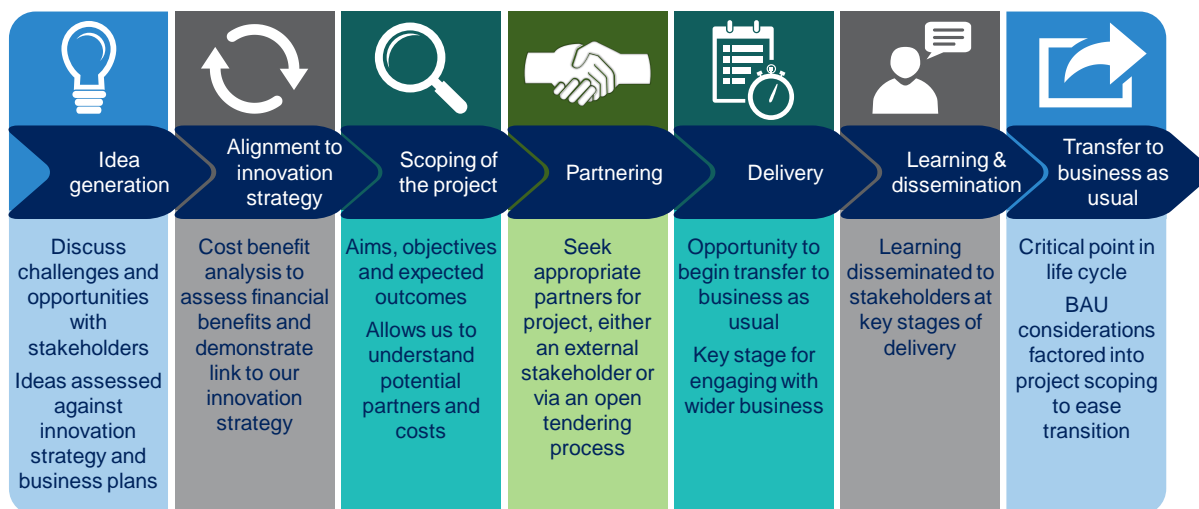 Idea
generation
Alignment to
innovation
strategy
Scoping of
the project
Partnering
Delivery
Learning &
dissemination
Transfer to
business as
usual
Discuss
challenges and
opportunities
with
stakeholders
Ideas assessed
against
innovation
strategy and
business plans
Cost benefit
analysis to
assess financial
benefits and
demonstrate
link to our
innovation
strategy
Aims, objectives
and expected
outcomes
Allows us to
understand
potential
partners and
costs
Seek
appropriate
partners for
project, either
an external
stakeholder or
via an open
tendering
process
Opportunity to
begin transfer to
business as
usual
Key stage for
engaging with
wider business
Learning
disseminated to
stakeholders at
key stages of
delivery
Critical point in
life cycle
BAU
considerations
factored into
project scoping
to ease
transition